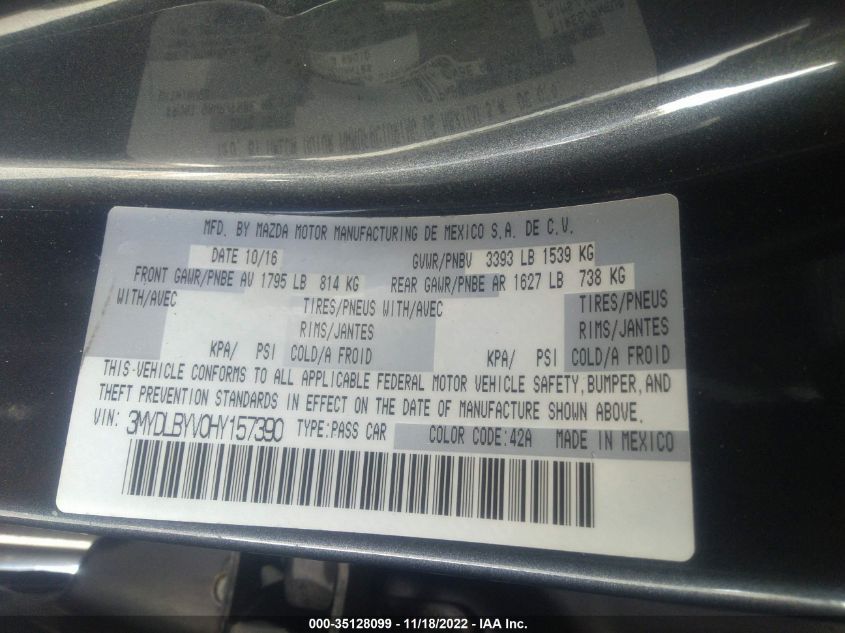 MFD. BY MAZDA MOTOR MANUFACTURING DE MEXICO S.A. DE C.V.
DATE 10/16 GVWR/PNBV 3393 LB 1539 KG
FRONT GAWR/PNBE AV 1795 LB 814 KG REAR GAWR/PNBE AR 1627 LB 738 KG
WITH/AVEC TIRES/PNEUS WITH/AVEC TIRES/PNEUS
RIMS/JANTES RIMS/JANTES
KPA/ PSI COLD/A FROID KPA/ PSI COLD/A FROID
THIS VEHICLE CONFORMS TO ALL APPLICABLE FEDERAL MOTOR VEHICLE SAFETY, BUMPER, AND
THEFT PREVENTION STANDARDS IN EFFECT ON THE DATE OF MANUFACTURE SHOWN ABOVE.
VIN: 3MYDLBYV0HY157390 TYPE:PASS CAR COLOR CODE:42A MADE IN MEXICO
000-35128099 — 11/18/2022 — IAA Inc.